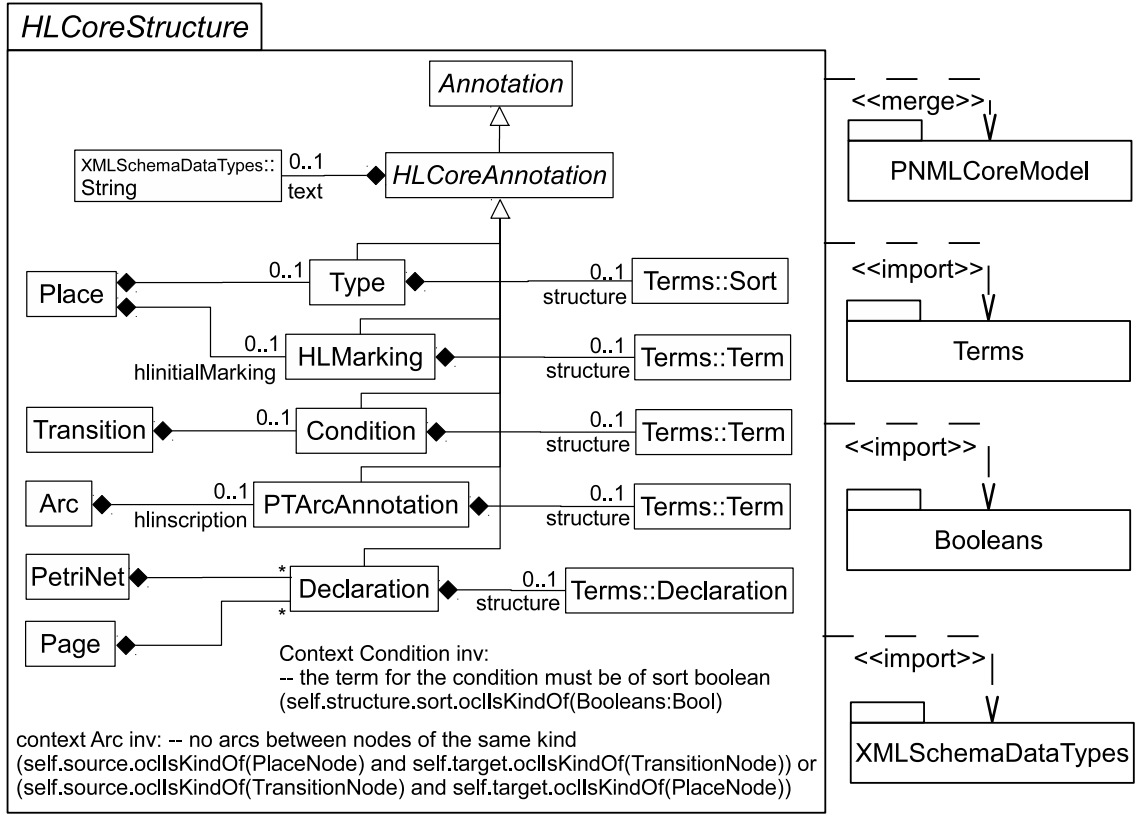 HLCoreStructure
Annotation
<<merge>>
PNMLCoreModel
XMLSchemaDataTypes::
String
0..1
text
HLCoreAnnotation
Place
0..1
Type
0..1
structure
Terms::Sort
<<import>>
Terms
0..1
hlinitialMarking
HLMarking
0..1
structure
Terms::Term
Transition
0..1
Condition
0..1
structure
Terms::Term
<<import>>
Booleans
Arc
0..1
hlinscription
PTArcAnnotation
0..1
structure
Terms::Term
PetriNet
*
Declaration
0..1
structure
Terms::Declaration
Page
*
<<import>>
XMLSchemaDataTypes
Context Condition inv:
-- the term for the condition must be of sort boolean
(self.structure.sort.oclIsKindOf(Booleans:Bool)
context Arc inv: -- no arcs between nodes of the same kind
(self.source.oclIsKindOf(PlaceNode) and self.target.oclIsKindOf(TransitionNode)) or
(self.source.oclIsKindOf(TransitionNode) and self.target.oclIsKindOf(PlaceNode))